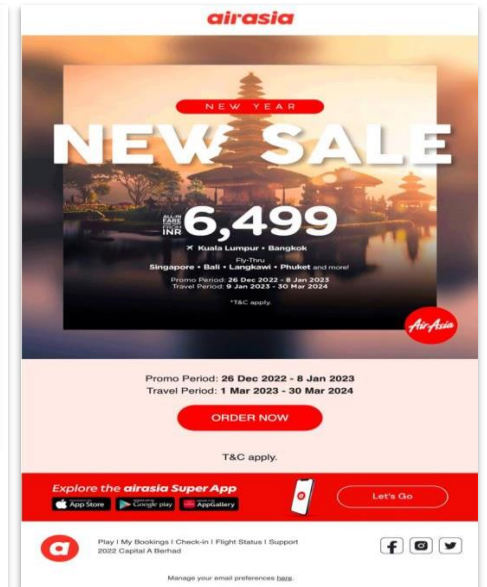 airasia
NEW YEAR
NEW SALE
ALL-IN
FARE
FROM
INR
6,499
Kuala Lumpur • Bangkok
Fly-Thru
Singapore • Bali • Langkawi • Phuket and more!
Promo Period: 26 Dec 2022 - 8 Jan 2023
Travel Period: 9 Jan 2023 - 30 Mar 2024
*T&C apply.
AirAsia
Promo Period: 26 Dec 2022 - 8 Jan 2023
Travel Period: 1 Mar 2023 - 30 Mar 2024
ORDER NOW
T&C apply.
Explore the airasia Super App
App Store Google play AppGallery
Let's Go
a
Play I My Bookings I Check-in I Flight Status I Support
2022 Capital A Berhad
Manage your email preferences here.